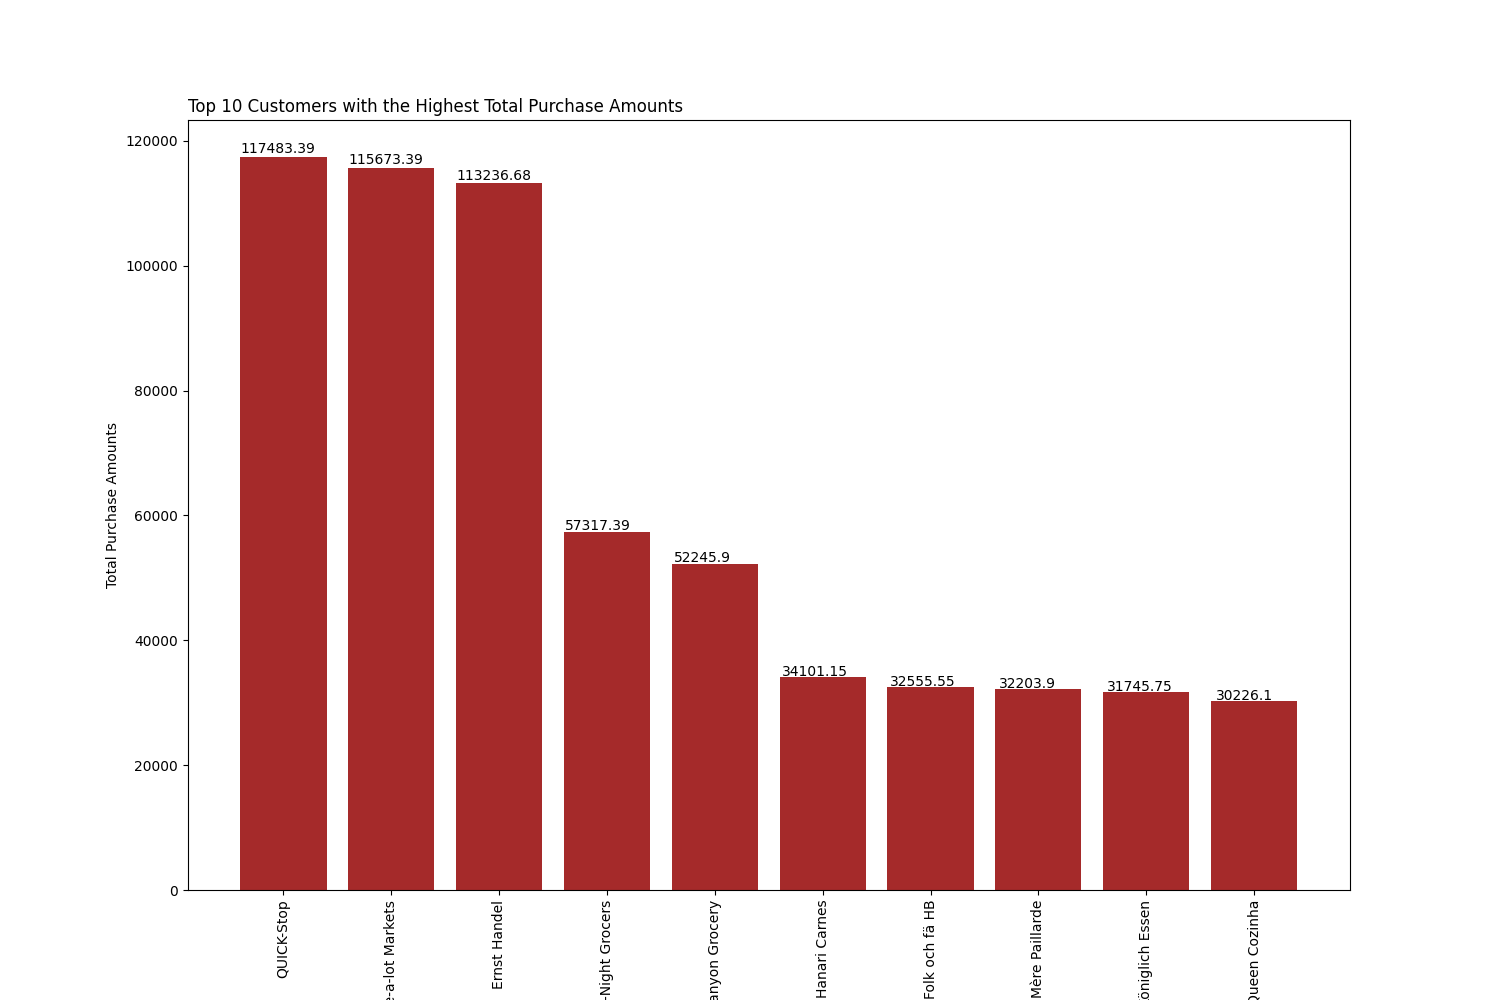 Top 10 Customers with the Highest Total Purchase Amounts
120000
100000
80000
60000
40000
20000
0
Total Purchase Amounts
117483.39
115673.39
113236.68
57317.39
52245.9
34101.15
32555.55
32203.9
31745.75
30226.1
QUICK-Stop
e-a-lot Markets
Ernst Handel
-Night Grocers
anyon Grocery
Hanari Carnes
Folk och fä HB
Mère Paillarde
öniglich Essen
Queen Cozinha